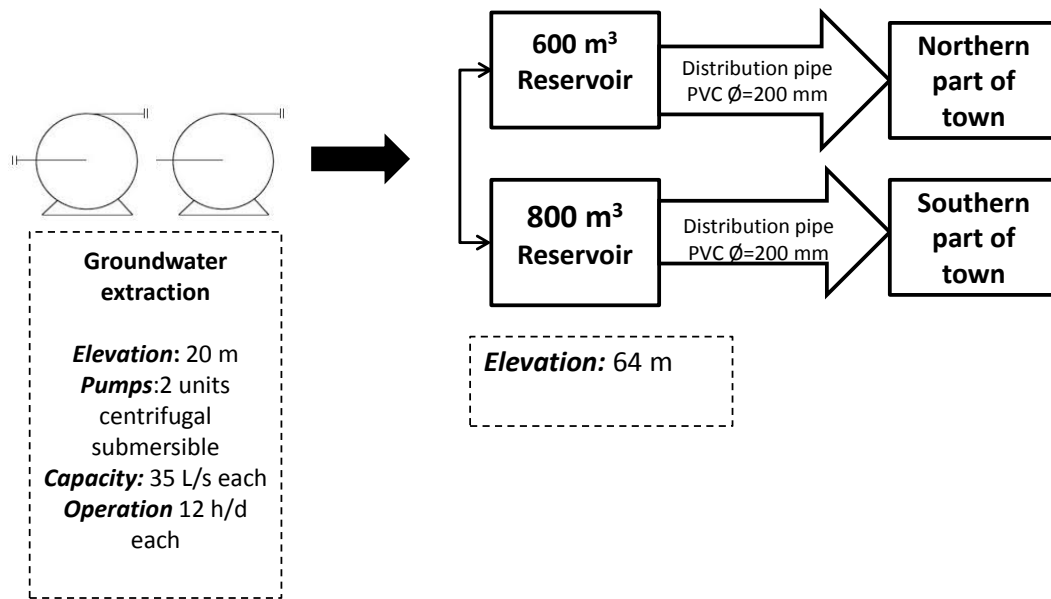 600 m³
Reservoir
Distribution pipe
PVC Ø=200 mm
Northern
part of
town
800 m³
Reservoir
Distribution pipe
PVC Ø=200 mm
Southern
part of
town
Groundwater
extraction
Elevation: 20 m
Pumps:2 units
centrifugal
submersible
Capacity: 35 L/s each
Operation 12 h/d
each
Elevation: 64 m